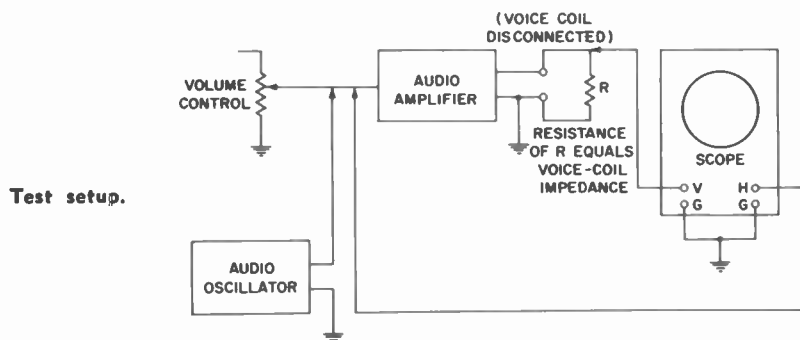 (VOICE COIL
DISCONNECTED)
VOLUME
CONTROL
AUDIO
AMPLIFIER
R
RESISTANCE
OF R EQUALS
VOICE-COIL
IMPEDANCE
SCOPE
V H
G G
Test setup.
AUDIO
OSCILLATOR